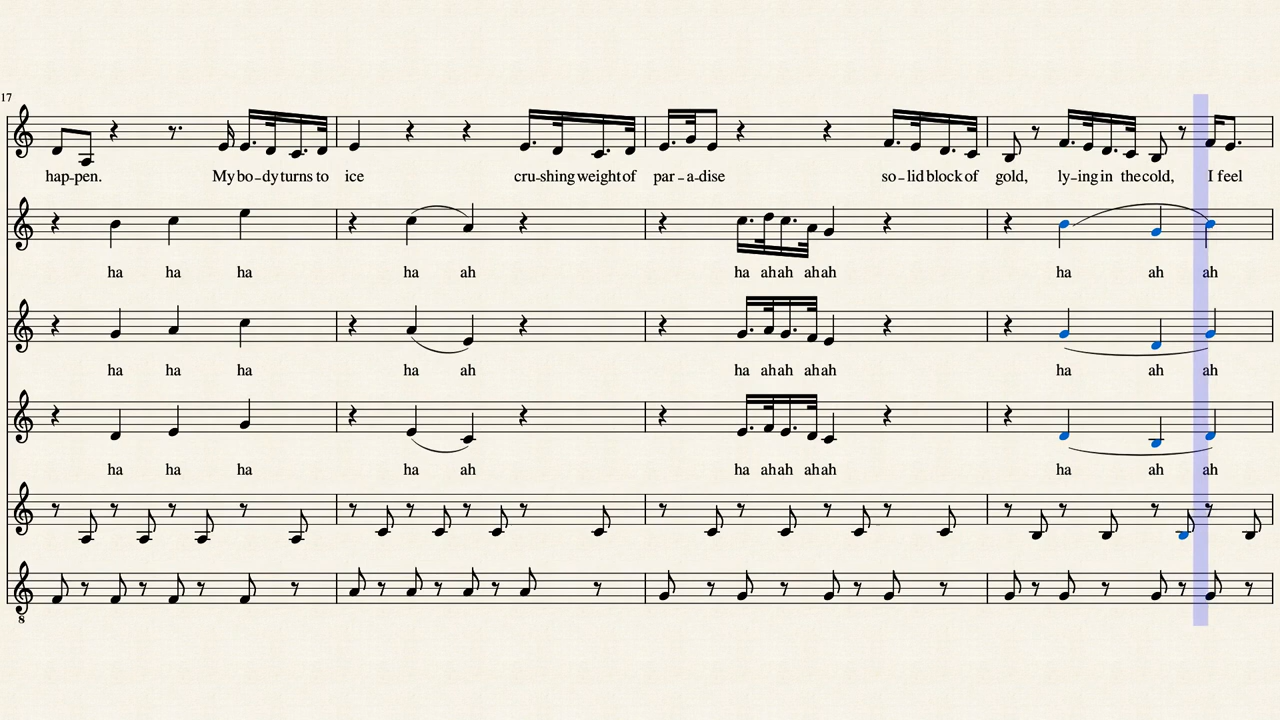 17
hap-pen. My bo-dy turns to ice cru-shing weight of par-a-dise so-lid block of gold, ly-ing in the cold, I feel
ha ha ha ha ah ha ah ah ah ah ha ah ah
ha ha ha ha ah ha ah ah ah ah ha ah ah
ha ha ha ha ah ha ah ah ah ah ha ah ah
8